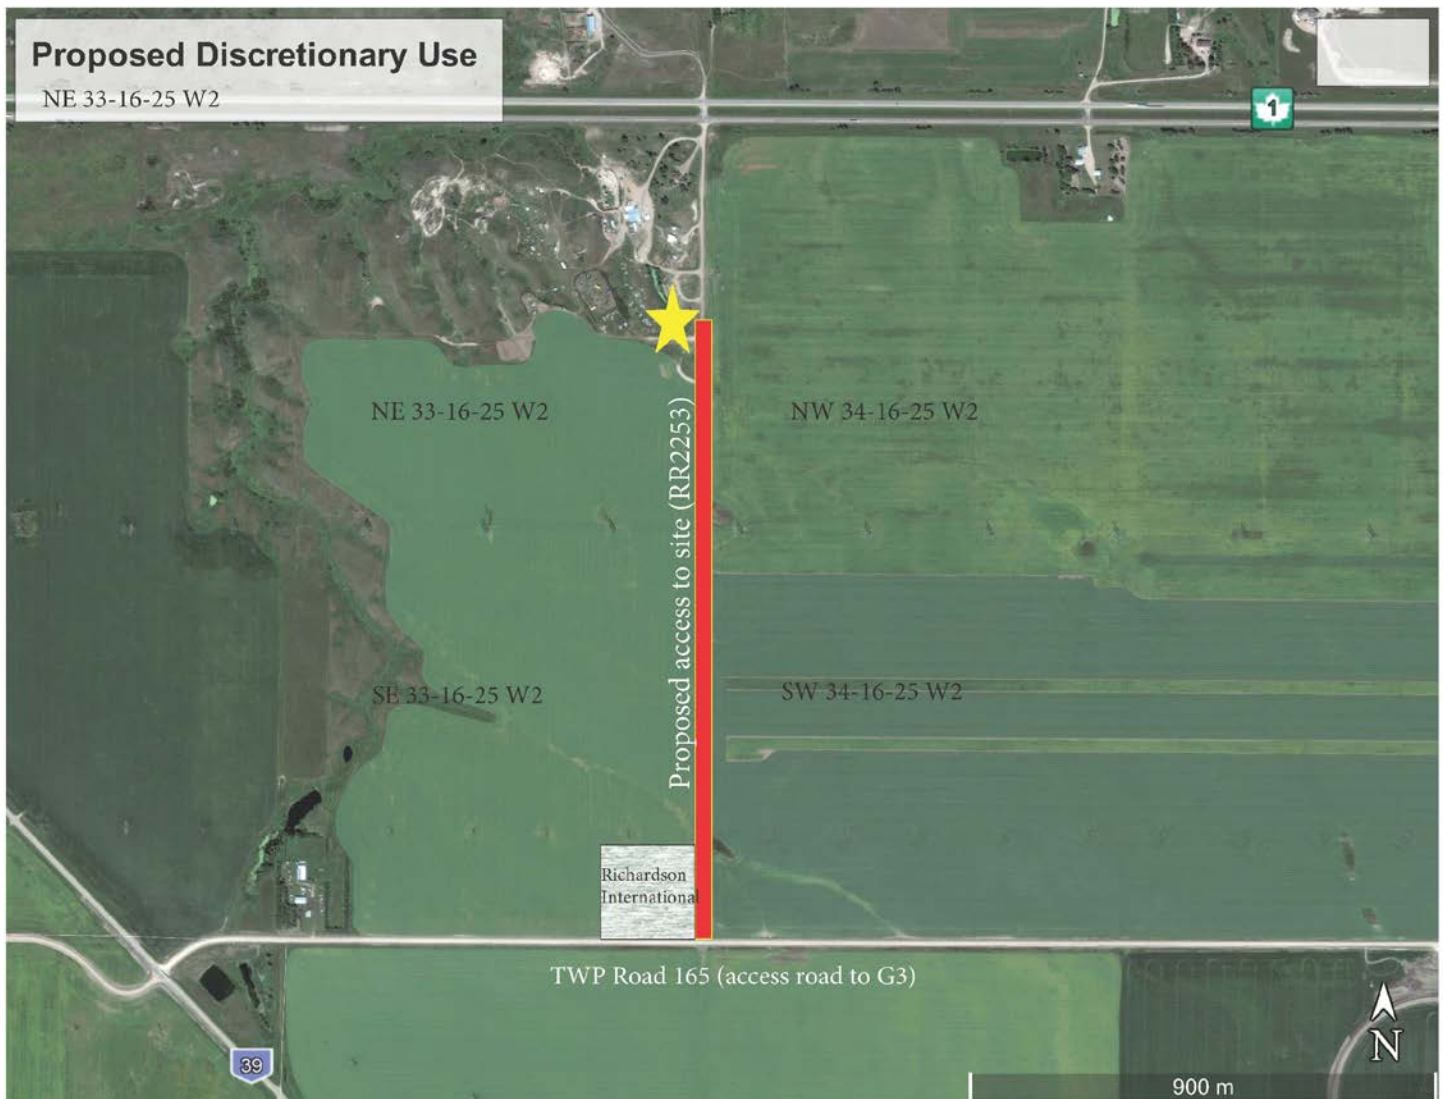 Proposed Discretionary Use
NE 33-16-25 W2
1
NE 33-16-25 W2
NW 34-16-25 W2
Proposed access to site (RR2253)
SE 33-16-25 W2
SW 34-16-25 W2
Richardson
International
TWP Road 165 (access road to G3)
39
N
900 m